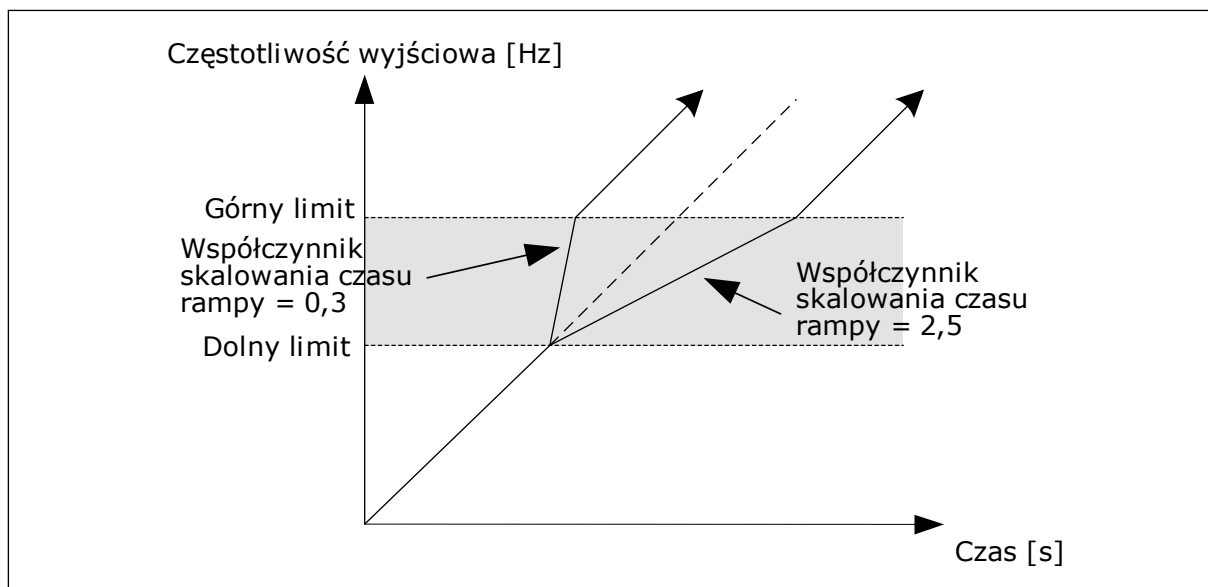 Częstotliwość wyjściowa [Hz]
Górny limit
Współczynnik
skalowania czasu
rampy = 0,3
Współczynnik
skalowania czasu
rampy = 2,5
Dolny limit
Czas [s]